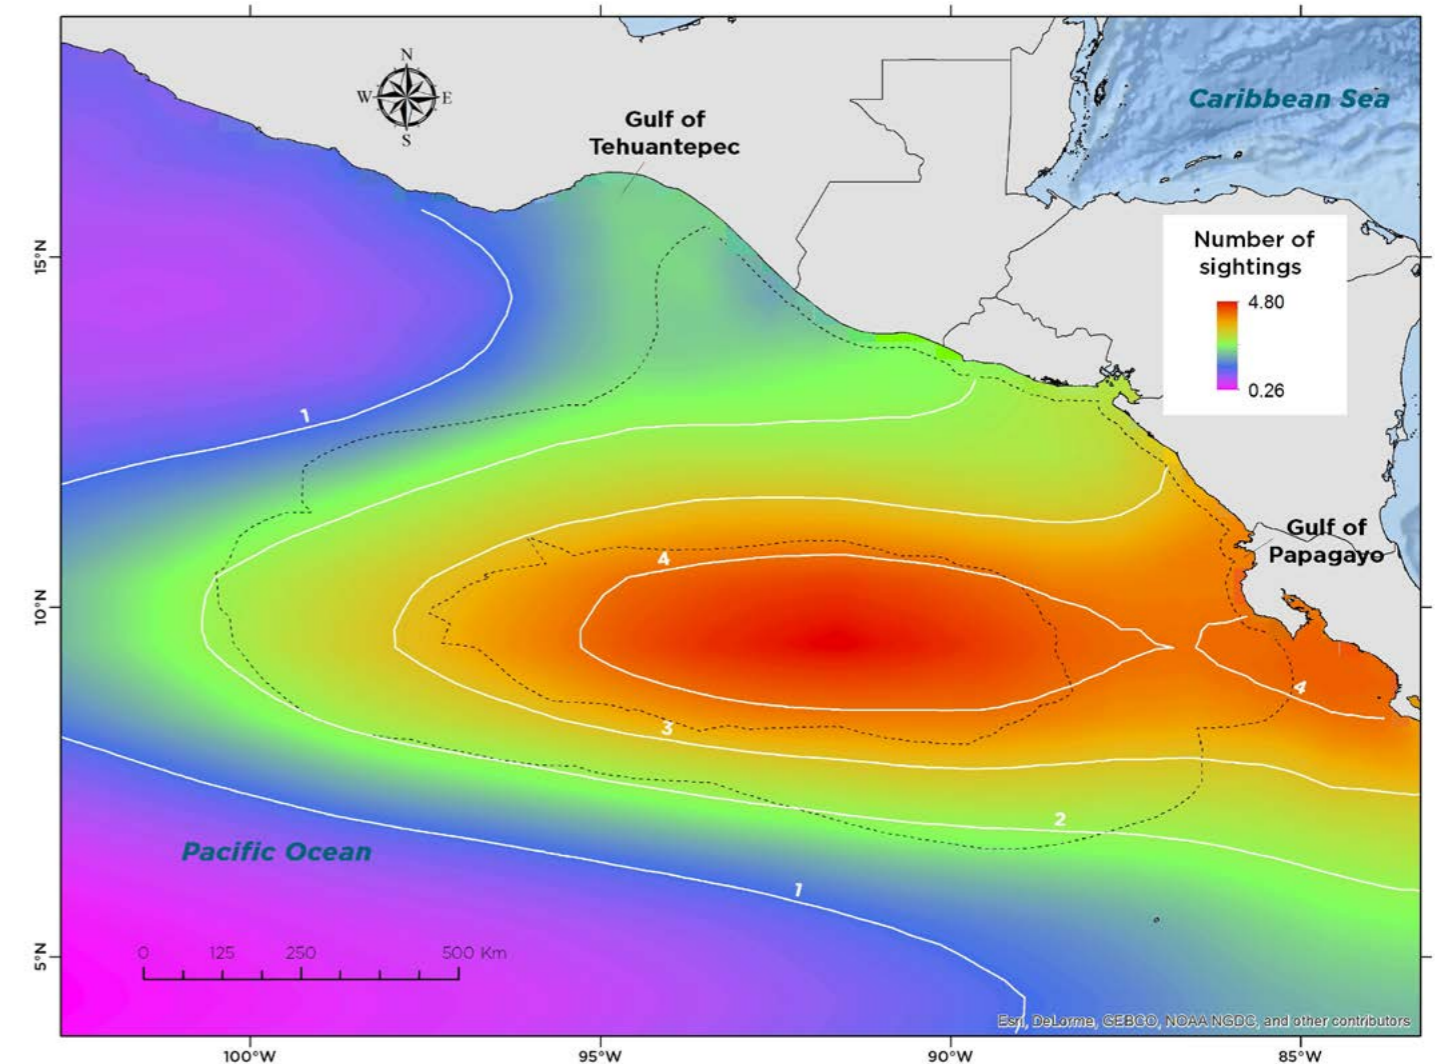 N
W E
S
Gulf of
Tehuantepec
Caribbean Sea
Number of
sightings
4.80
0.26
15°N
1
Gulf of
Papagayo
4
10°N
4
3
2
Pacific Ocean
1
0 125 250 500 Km
5°N
Esri, DeLorme, GEBCO, NOAA NGDC, and other contributors
100°W 95°W 90°W 85°W